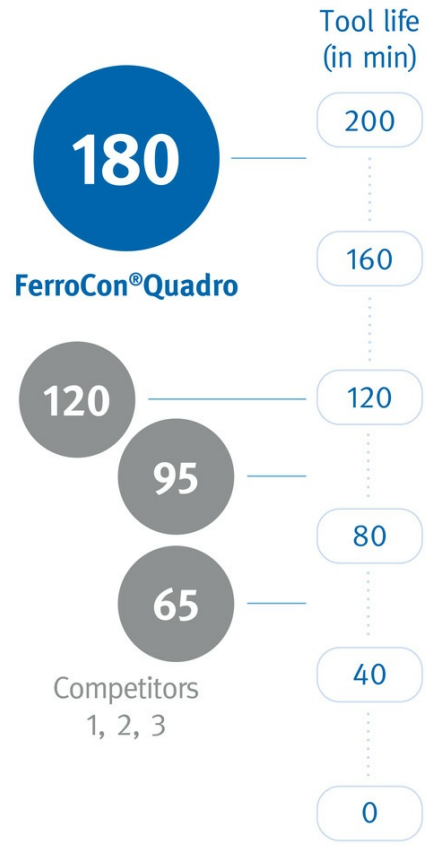 Tool life
(in min)
200
180
FerroCon®Quadro
160
120
120
95
80
65
40
Competitors
1, 2, 3
0